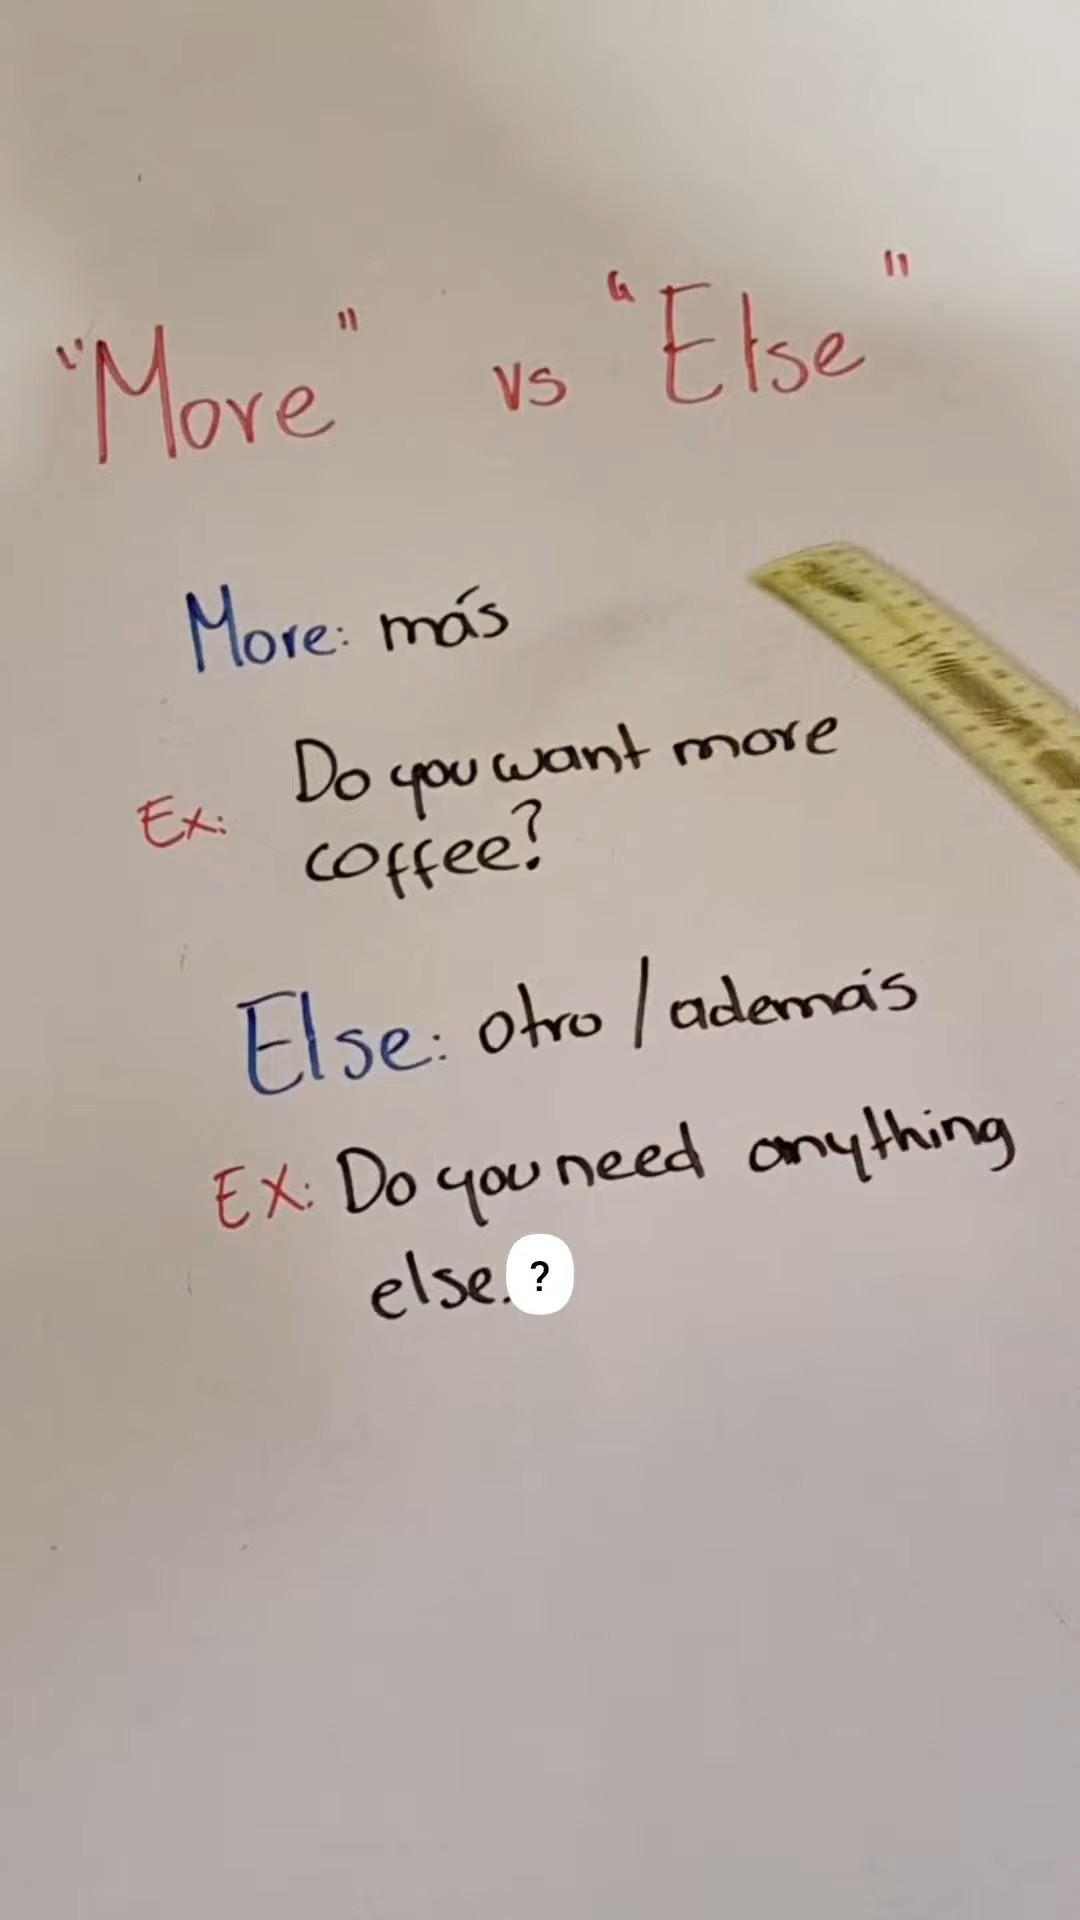 "More" vs "Else"
More: más
Ex: Do you want more
coffee?
Else: otro / además
EX: Do you need anything
else.?